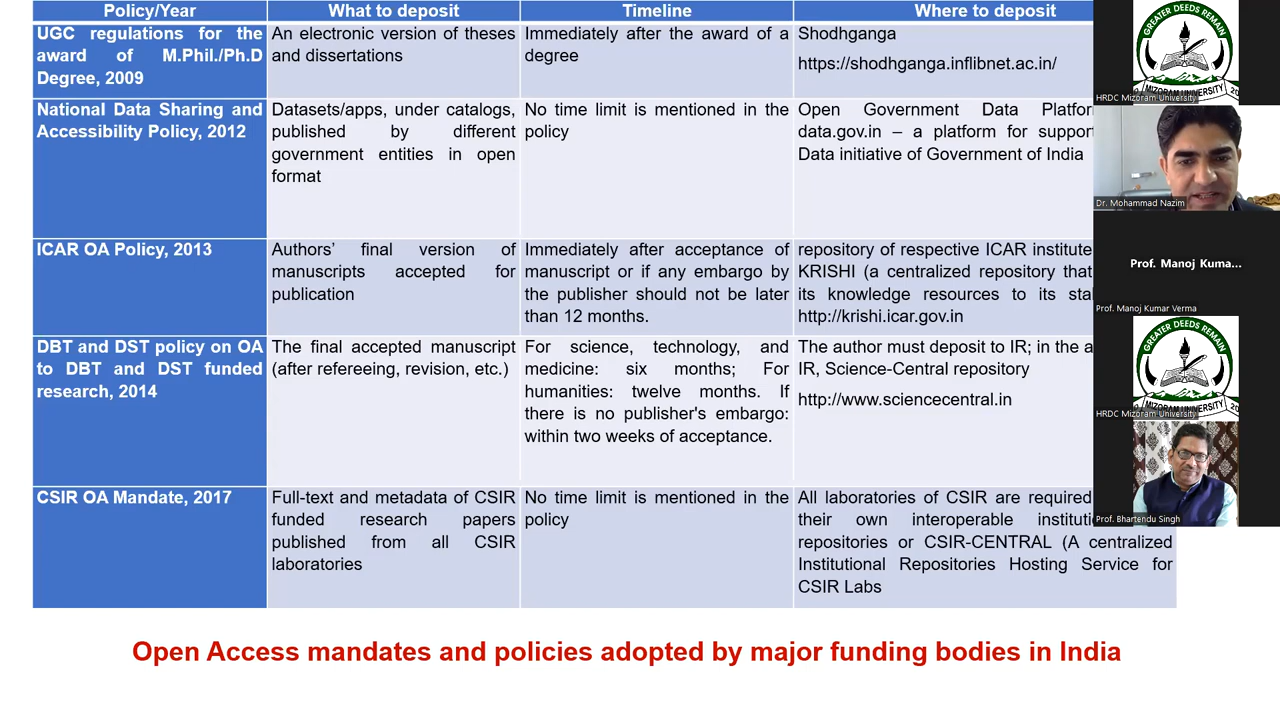 Policy/Year
What to deposit
Timeline
Where to deposit
UGC regulations for the
award of M.Phil./Ph.D
Degree, 2009
An electronic version of theses
and dissertations
Immediately after the award of a
degree
Shodhganga
https://shodhganga.inflibnet.ac.in/
National Data Sharing and
Accessibility Policy, 2012
Datasets/apps, under catalogs,
published by different
government entities in open
format
No time limit is mentioned in the
policy
Open Government Data Platfor
data.gov.in – a platform for support
Data initiative of Government of India
ICAR OA Policy, 2013
Authors’ final version of
manuscripts accepted for
publication
Immediately after acceptance of
manuscript or if any embargo by
the publisher should not be later
than 12 months.
repository of respective ICAR institute
KRISHI (a centralized repository that
its knowledge resources to its sta
http://krishi.icar.gov.in
DBT and DST policy on OA
to DBT and DST funded
research, 2014
The final accepted manuscript
(after refereeing, revision, etc.)
For science, technology, and
medicine: six months; For
humanities: twelve months. If
there is no publisher's embargo:
within two weeks of acceptance.
The author must deposit to IR; in the a
IR, Science-Central repository
http://www.sciencecentral.in
CSIR OA Mandate, 2017
Full-text and metadata of CSIR
funded research papers
published from all CSIR
laboratories
No time limit is mentioned in the
policy
All laboratories of CSIR are required
their own interoperable instituti
repositories or CSIR-CENTRAL (A centralized
Institutional Repositories Hosting Service for
CSIR Labs
Open Access mandates and policies adopted by major funding bodies in India
GREATER DEEDS REMAIN
MIZORAM UNIVERSITY
HRDC Mizoram University
Dr. Mohammad Nazim
Prof. Manoj Kuma...
Prof. Manoj Kumar Verma
GREATER DEEDS REMAIN
MIZORAM UNIVERSITY
HRDC Mizoram University
Prof. Bhartendu Singh